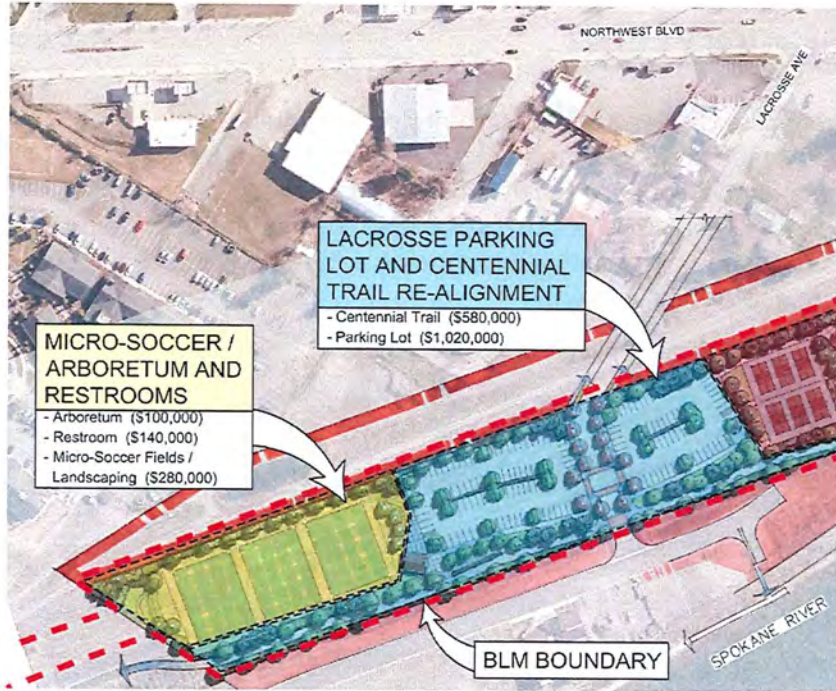 NORTHWEST BLVD
LACROSSE AVE
LACROSSE PARKING
LOT AND CENTENNIAL
TRAIL RE-ALIGNMENT
- Centennial Trail ($580,000)
- Parking Lot ($1,020,000)
MICRO-SOCCER /
ARBORETUM AND
RESTROOMS
- Arboretum ($100,000)
- Restroom ($140,000)
- Micro-Soccer Fields /
Landscaping ($280,000)
BLM BOUNDARY
SPOKANE RIVER